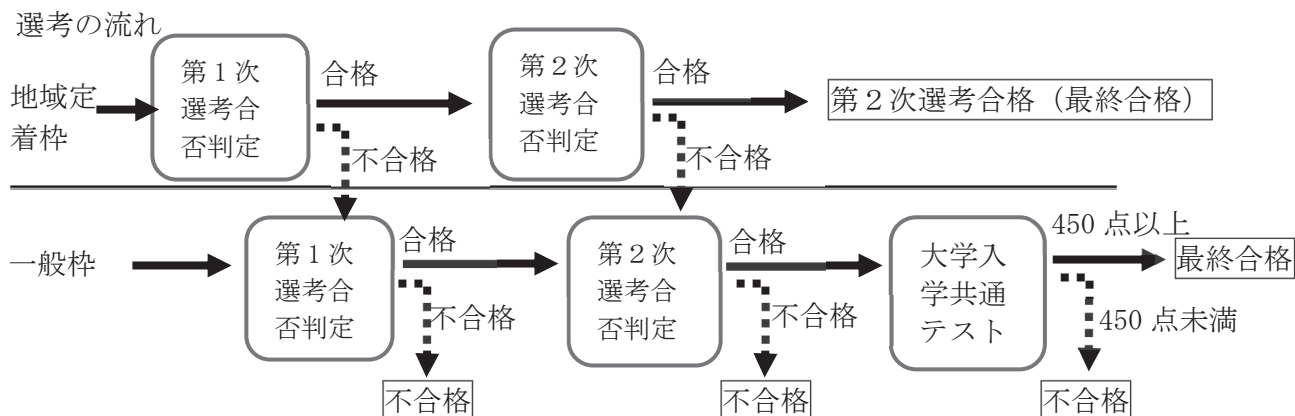 選考の流れ
地域定
着枠
第１次
選考合
否判定
合格
不合格
第２次
選考合
否判定
合格
不合格
第２次選考合格（最終合格）
一般枠
第１次
選考合
否判定
合格
不合格
不合格
第２次
選考合
否判定
合格
不合格
不合格
大学入
学共通
テスト
450 点以上
最終合格
450 点未満
不合格